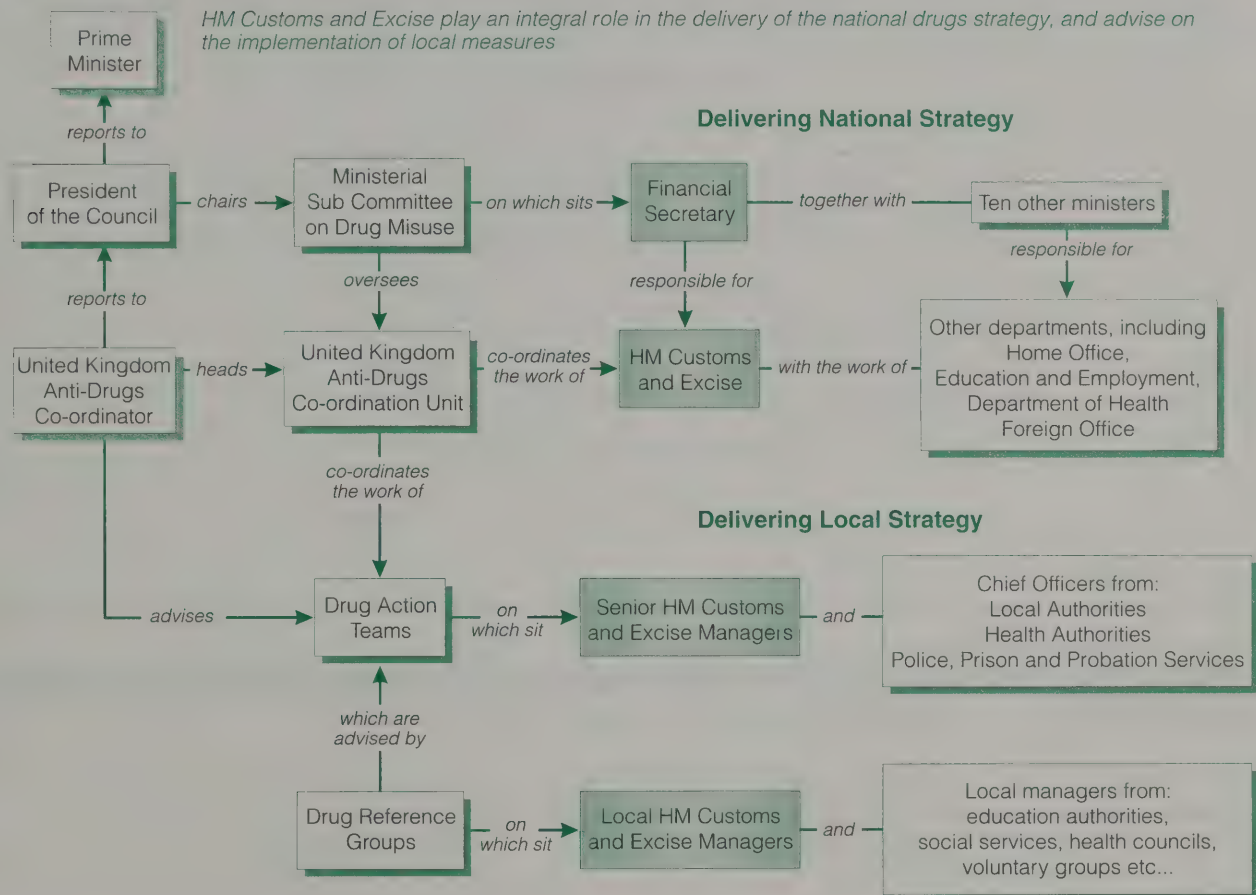 HM Customs and Excise play an integral role in the delivery of the national drugs strategy, and advise on
the implementation of local measures
Prime
Minister
reports to
Delivering National Strategy
President
of the Council
chairs
Ministerial
Sub Committee
on Drug Misuse
on which sits
Financial
Secretary
together with
Ten other ministers
reports to
oversees
responsible for
responsible for
United Kingdom
Anti-Drugs
Co-ordinator
heads
United Kingdom
Anti-Drugs
Co-ordination Unit
co-ordinates
the work of
HM Customs
and Excise
with the work of
Other departments, including
Home Office,
Education and Employment,
Department of Health
Foreign Office
co-ordinates
the work of
Delivering Local Strategy
advises
Drug Action
Teams
on
which sit
Senior HM Customs
and Excise Managers
and
Chief Officers from:
Local Authorities
Health Authorities
Police, Prison and Probation Services
which are
advised by
Drug Reference
Groups
on
which sit
Local HM Customs
and Excise Managers
and
Local managers from:
education authorities,
social services, health councils,
voluntary groups etc...